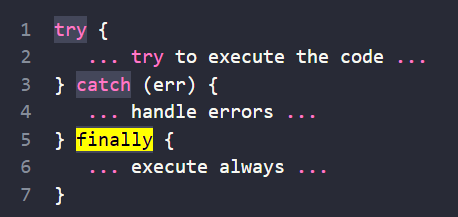 1 try {
2 ... try to execute the code ...
3 } catch (err) {
4 ... handle errors ...
5 } finally {
6 ... execute always ...
7 }